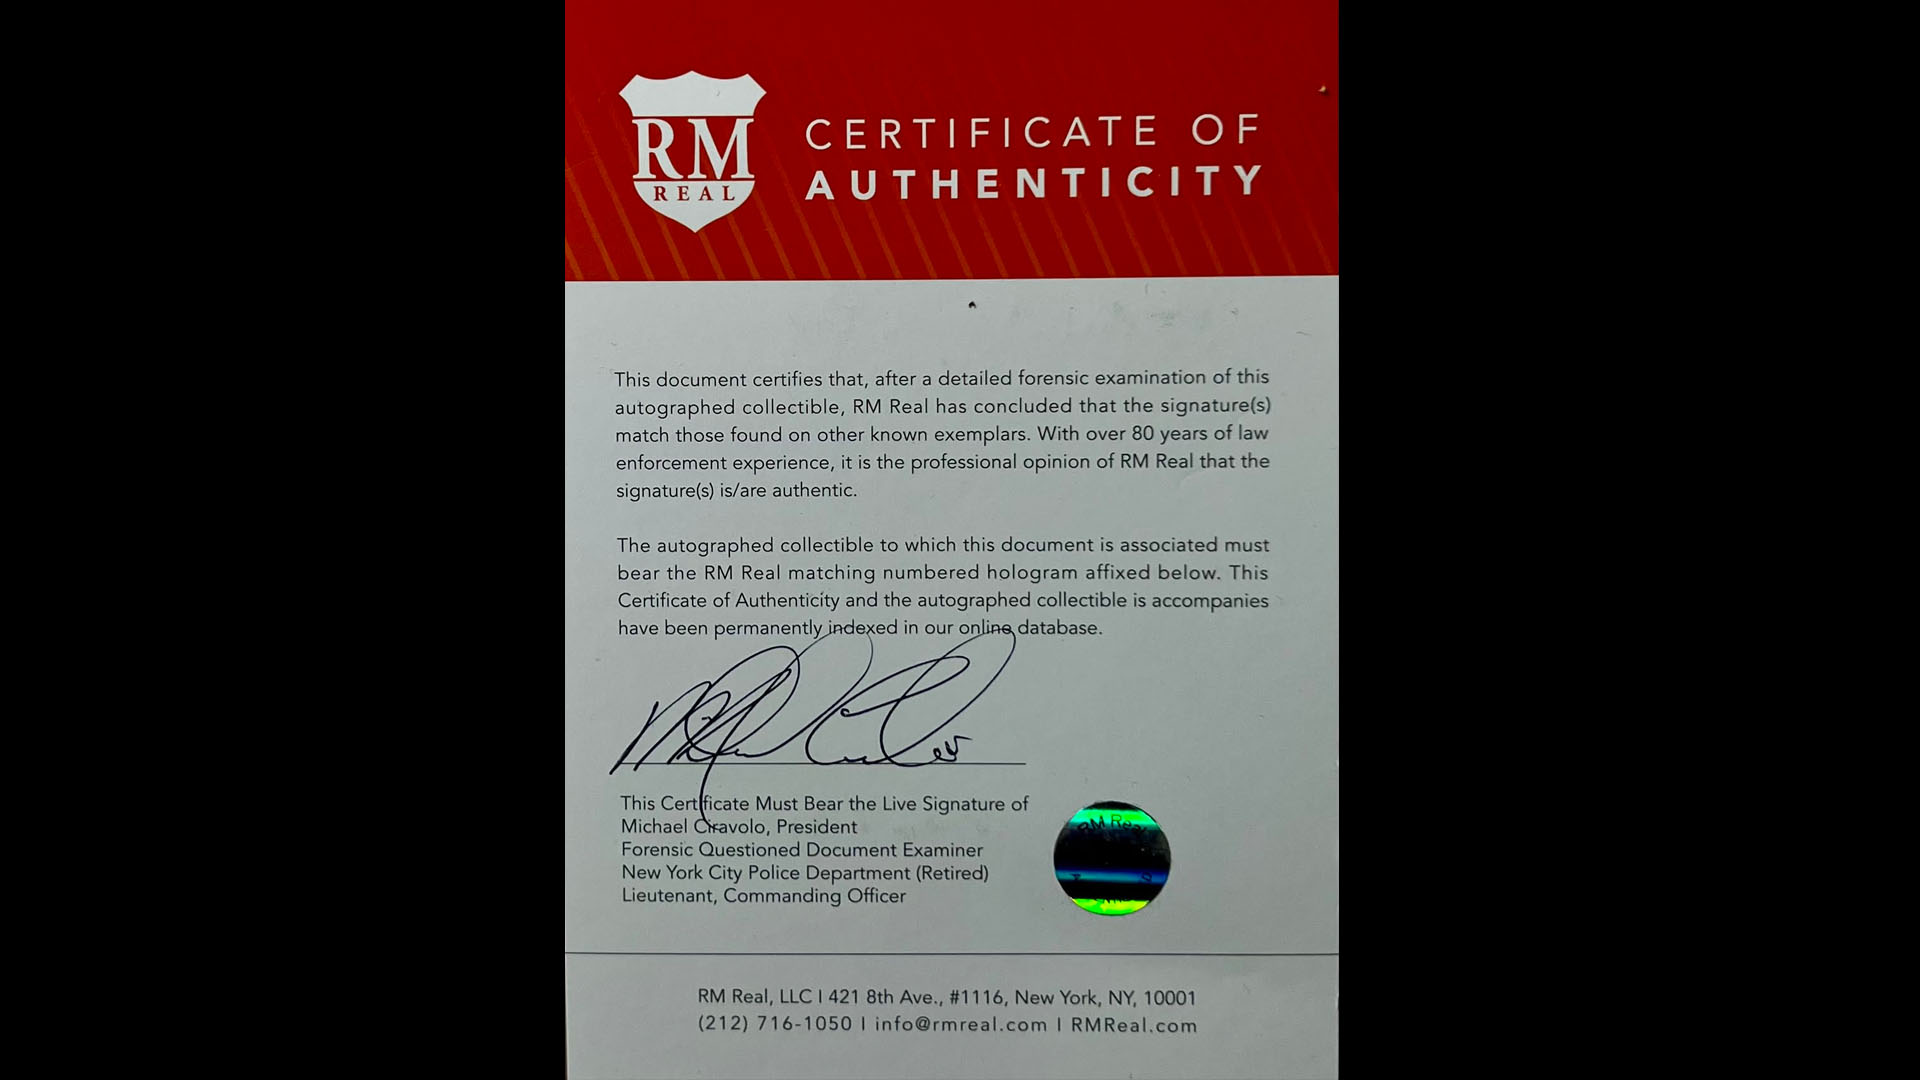 RM
REAL
CERTIFICATE OF
AUTHENTICITY
This document certifies that, after a detailed forensic examination of this
autographed collectible, RM Real has concluded that the signature(s)
match those found on other known exemplars. With over 80 years of law
enforcement experience, it is the professional opinion of RM Real that the
signature(s) is/are authentic.
The autographed collectible to which this document is associated must
bear the RM Real matching numbered hologram affixed below. This
Certificate of Authenticity and the autographed collectible is accompanies
have been permanently indexed in our online database.
This Certificate Must Bear the Live Signature of
Michael Ciravolo, President
Forensic Questioned Document Examiner
New York City Police Department (Retired)
Lieutenant, Commanding Officer
RM Real
RM Real, LLC I 421 8th Ave., #1116, New York, NY, 10001
(212) 716-1050 I info@rmreal.com I RMReal.com